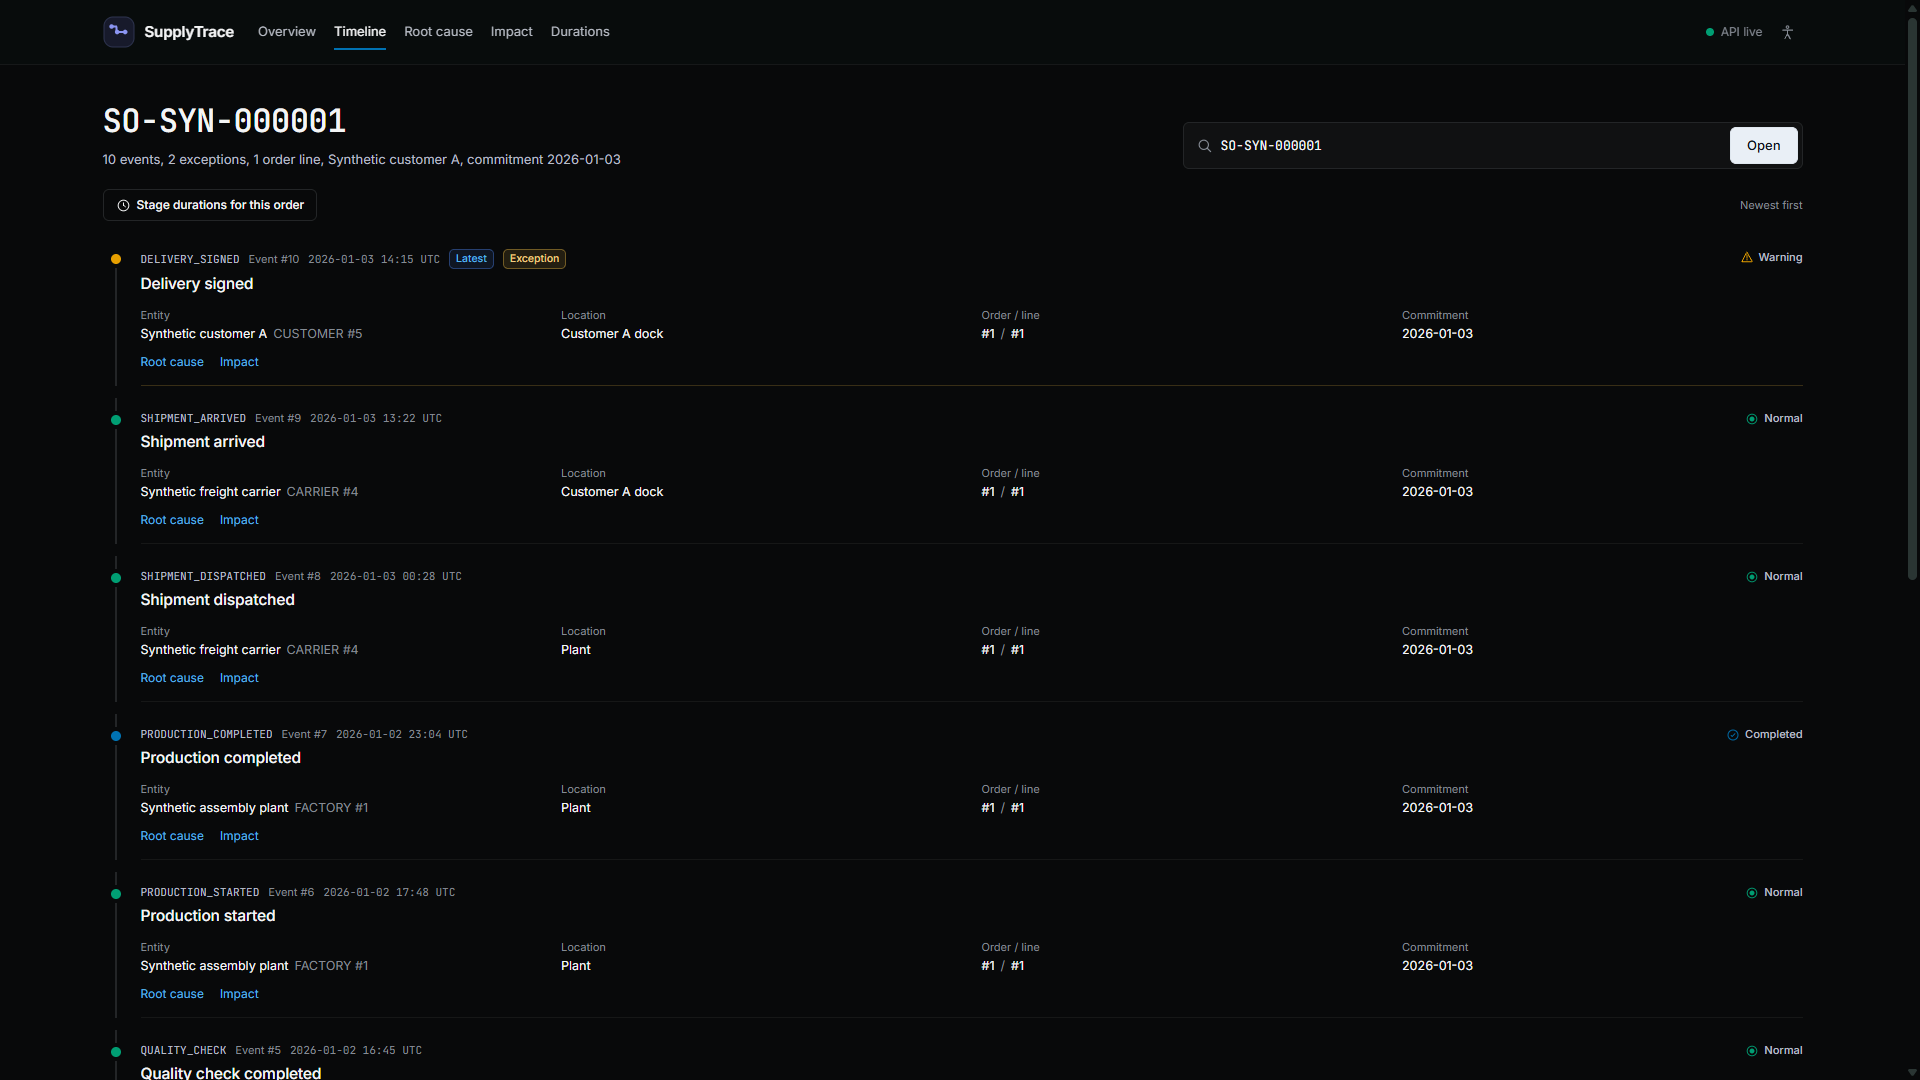 SupplyTrace Overview Timeline Root cause Impact Durations API live
SO-SYN-000001
10 events, 2 exceptions, 1 order line, Synthetic customer A, commitment 2026-01-03
SO-SYN-000001 Open
Stage durations for this order Newest first
DELIVERY_SIGNED Event #10 2026-01-03 14:15 UTC Latest Exception Warning
Delivery signed
Entity Location Order / line Commitment
Synthetic customer A CUSTOMER #5 Customer A dock #1 / #1 2026-01-03
Root cause Impact
SHIPMENT_ARRIVED Event #9 2026-01-03 13:22 UTC Normal
Shipment arrived
Entity Location Order / line Commitment
Synthetic freight carrier CARRIER #4 Customer A dock #1 / #1 2026-01-03
Root cause Impact
SHIPMENT_DISPATCHED Event #8 2026-01-03 00:28 UTC Normal
Shipment dispatched
Entity Location Order / line Commitment
Synthetic freight carrier CARRIER #4 Plant #1 / #1 2026-01-03
Root cause Impact
PRODUCTION_COMPLETED Event #7 2026-01-02 23:04 UTC Completed
Production completed
Entity Location Order / line Commitment
Synthetic assembly plant FACTORY #1 Plant #1 / #1 2026-01-03
Root cause Impact
PRODUCTION_STARTED Event #6 2026-01-02 17:48 UTC Normal
Production started
Entity Location Order / line Commitment
Synthetic assembly plant FACTORY #1 Plant #1 / #1 2026-01-03
Root cause Impact
QUALITY_CHECK Event #5 2026-01-02 16:45 UTC Normal
Quality check completed